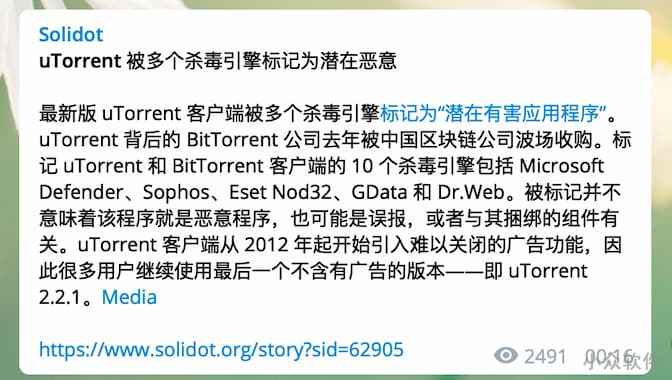 Solidot
uTorrent 被多个杀毒引擎标记为潜在恶意
最新版 uTorrent 客户端被多个杀毒引擎标记为“潜在有害应用程序”。
uTorrent 背后的 BitTorrent 公司去年被中国区块链公司波场收购。标
记 uTorrent 和 BitTorrent 客户端的 10 个杀毒引擎包括 Microsoft
Defender、Sophos、Eset Nod32、GData 和 Dr.Web。被标记并不
意味着该程序就是恶意程序，也可能是误报，或者与其捆绑的组件有
关。uTorrent 客户端从 2012 年起开始引入难以关闭的广告功能，因
此很多用户继续使用最后一个不含有广告的版本——即 uTorrent
2.2.1。Media
https://www.solidot.org/story?sid=62905
2491 00:16
小众软件